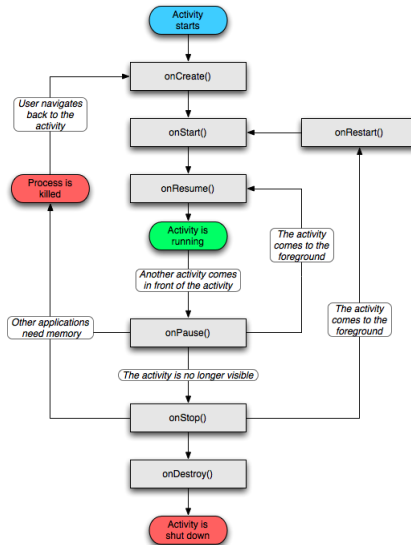 Activity
starts
onCreate()
User navigates
back to the
activity
onStart()
onRestart()
Process is
killed
onResume()
Activity is
running
The activity
comes to the
foreground
Another activity comes
in front of the activity
The activity
comes to the
foreground
Other applications
need memory
onPause()
The activity is no longer visible
onStop()
onDestroy()
Activity is
shut down